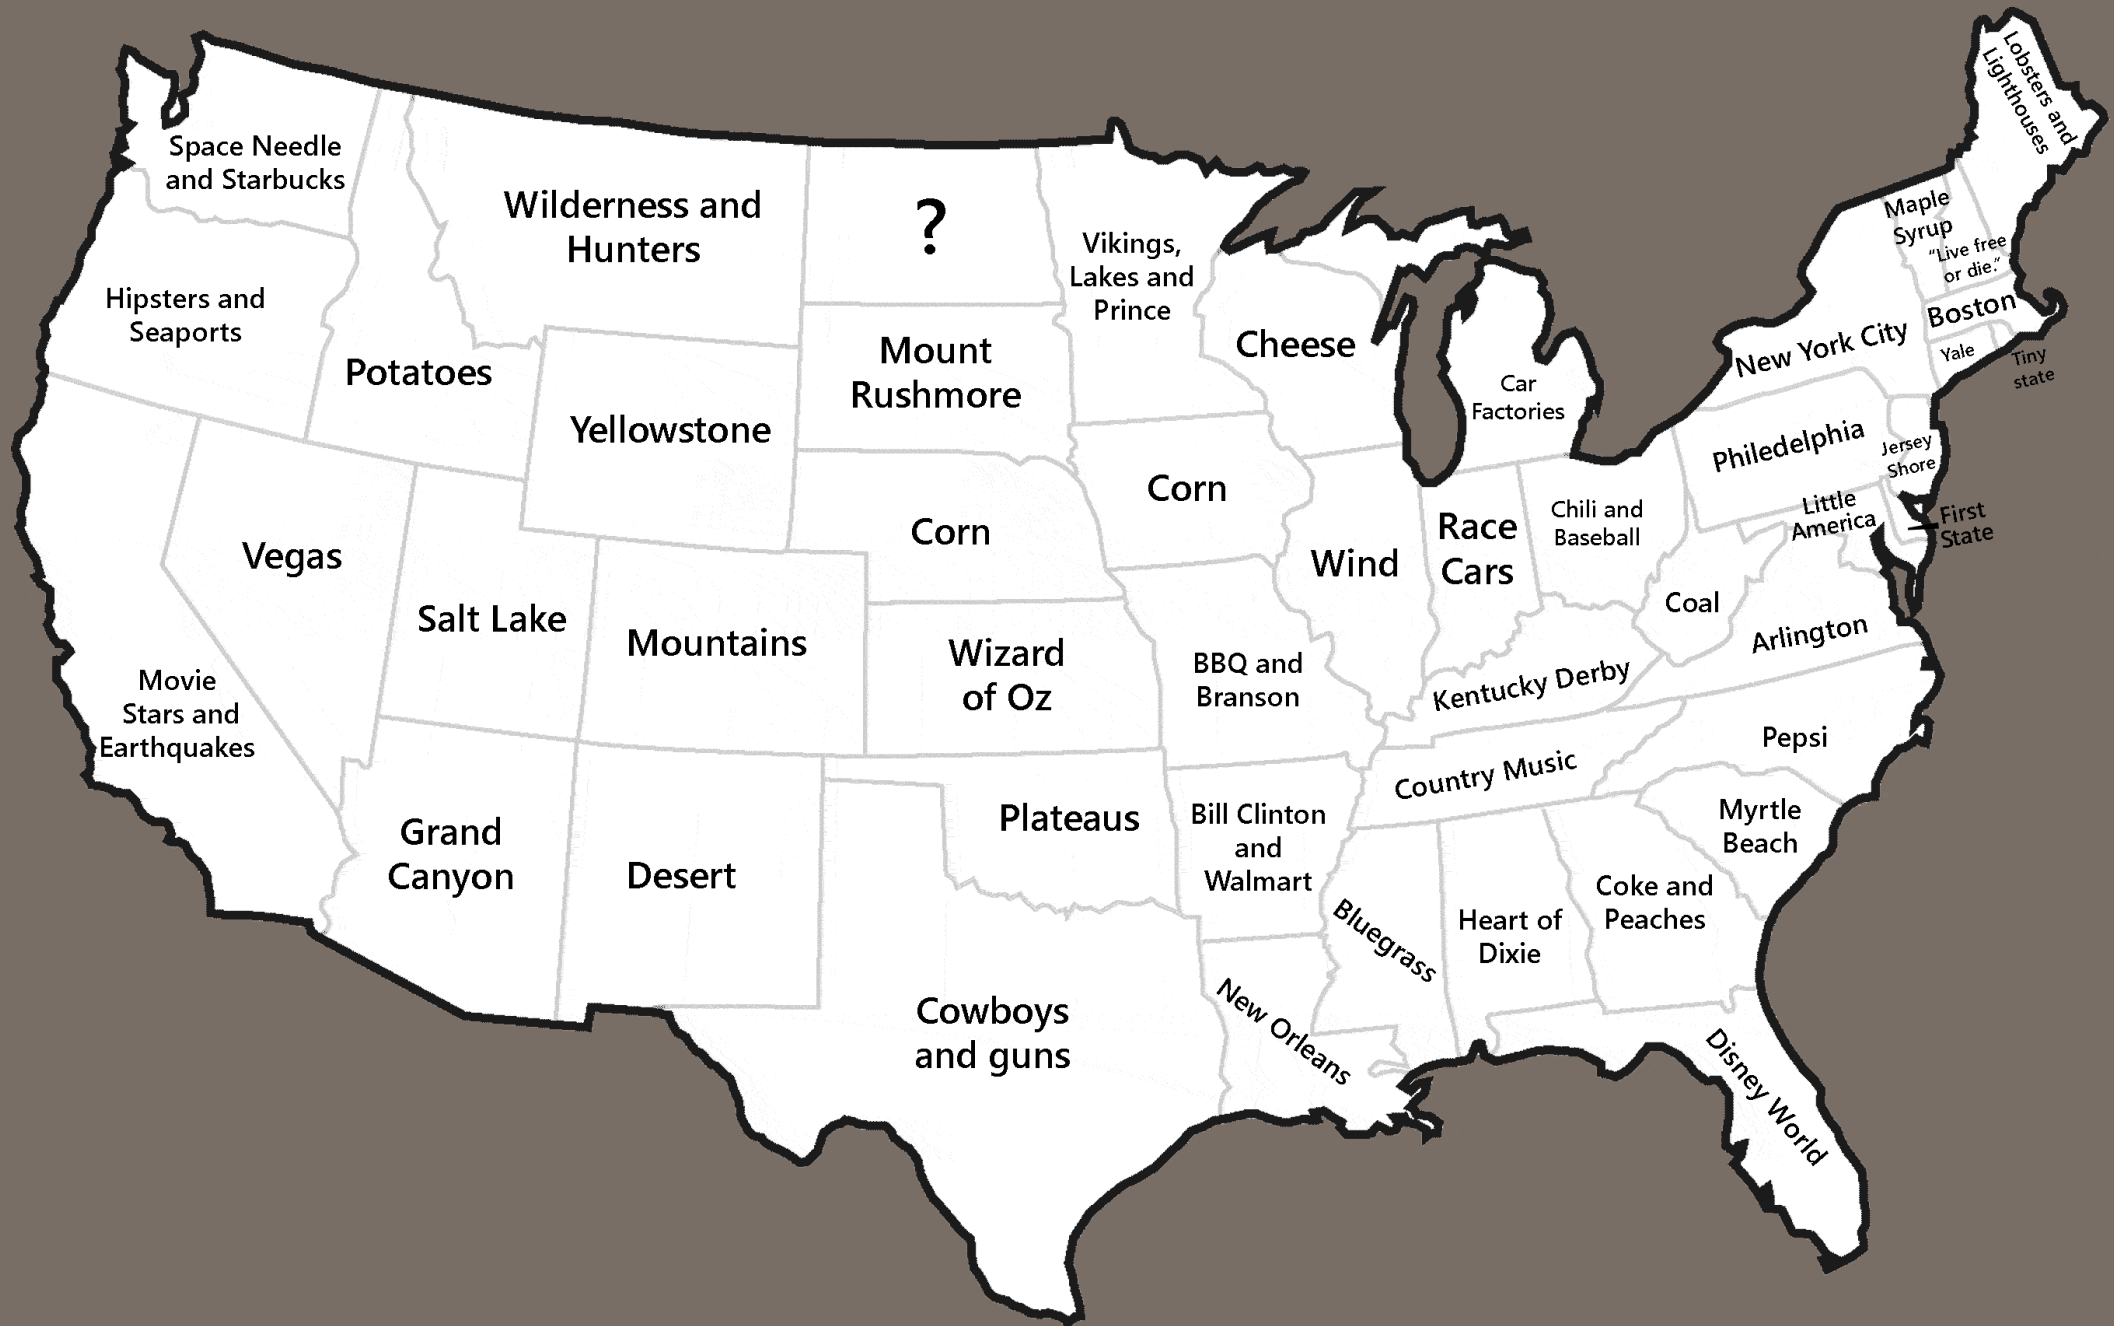 Lobsters and
Lighthouses
Space Needle
and Starbucks
Wilderness and
Hunters
?
Vikings,
Lakes and
Prince
Maple
Syrup
"Live free
or die."
Hipsters and
Seaports
Potatoes
Mount
Rushmore
Cheese
Car
Factories
New York City
Boston
Yale
Tiny
state
Yellowstone
Corn
Philedelphia
Jersey
Shore
Vegas
Salt Lake
Corn
Wind
Race
Cars
Chili and
Baseball
Little
America
First
State
Coal
Arlington
Movie
Stars and
Earthquakes
Mountains
Wizard
of Oz
BBQ and
Branson
Kentucky Derby
Pepsi
Grand
Canyon
Desert
Plateaus
Bill Clinton
and
Walmart
Country Music
Myrtle
Beach
Bluegrass
Heart of
Dixie
Coke and
Peaches
Cowboys
and guns
New Orleans
Disney World